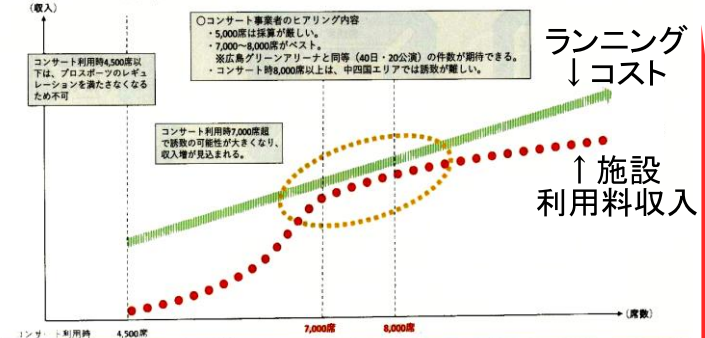 (収入)
○コンサート事業者のヒアリング内容
・5,000席は採算が厳しい。
・7,000～8,000席がベスト。
※広島グリーンアリーナと同等（40日・20公演）の件数が期待できる。
・コンサート時8,000席以上は、中四国エリアでは誘致が難しい。
コンサート利用時4,500席以
下は、プロスポーツのレギュ
レーションを満たさなくなる
ため不可
コンサート利用時7,000席超
で誘致の可能性が大きくなり、
収入増が見込まれる。
ランニング
↓コスト
↑施設
利用料収入
(席数)
コンサート利用時
4,500席
7,000席
8,000席